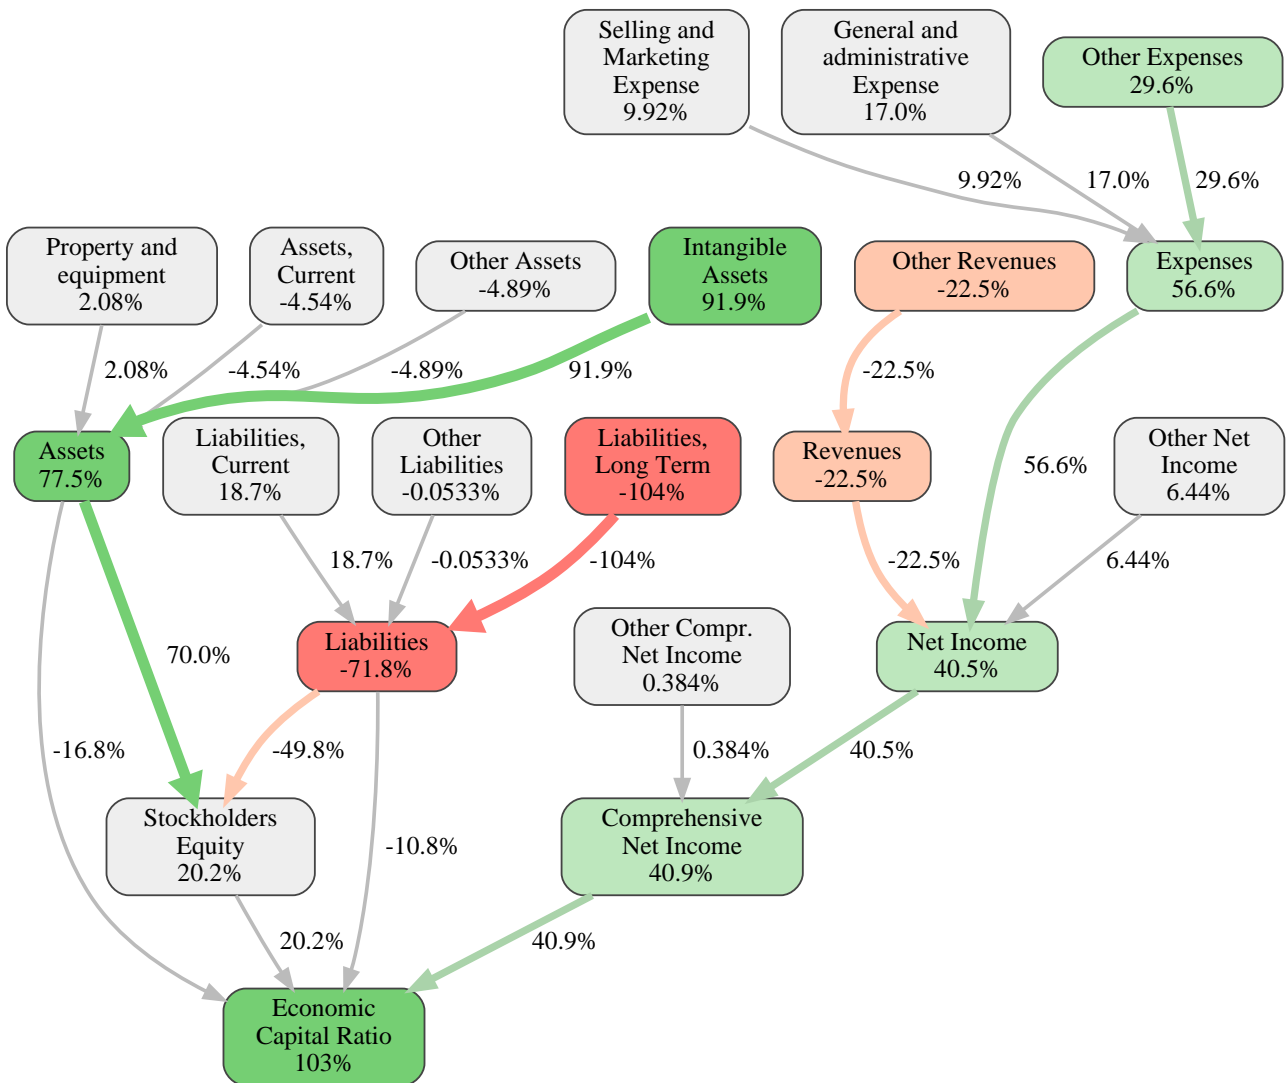 Selling and
Marketing
Expense
9.92%
General and
administrative
Expense
17.0%
Other Expenses
29.6%
9.92%
17.0%
29.6%
Property and
equipment
2.08%
Assets,
Current
-4.54%
Other Assets
-4.89%
Intangible
Assets
91.9%
Other Revenues
-22.5%
Expenses
56.6%
2.08%
-4.54%
-4.89%
91.9%
-22.5%
56.6%
Assets
77.5%
Liabilities,
Current
18.7%
Other
Liabilities
-0.0533%
Liabilities,
Long Term
-104%
Revenues
-22.5%
Other Net
Income
6.44%
18.7%
-0.0533%
-104%
-22.5%
6.44%
70.0%
Liabilities
-71.8%
Other Compr.
Net Income
0.384%
Net Income
40.5%
-16.8%
-49.8%
-10.8%
0.384%
40.5%
Stockholders
Equity
20.2%
Comprehensive
Net Income
40.9%
20.2%
40.9%
Economic
Capital Ratio
103%